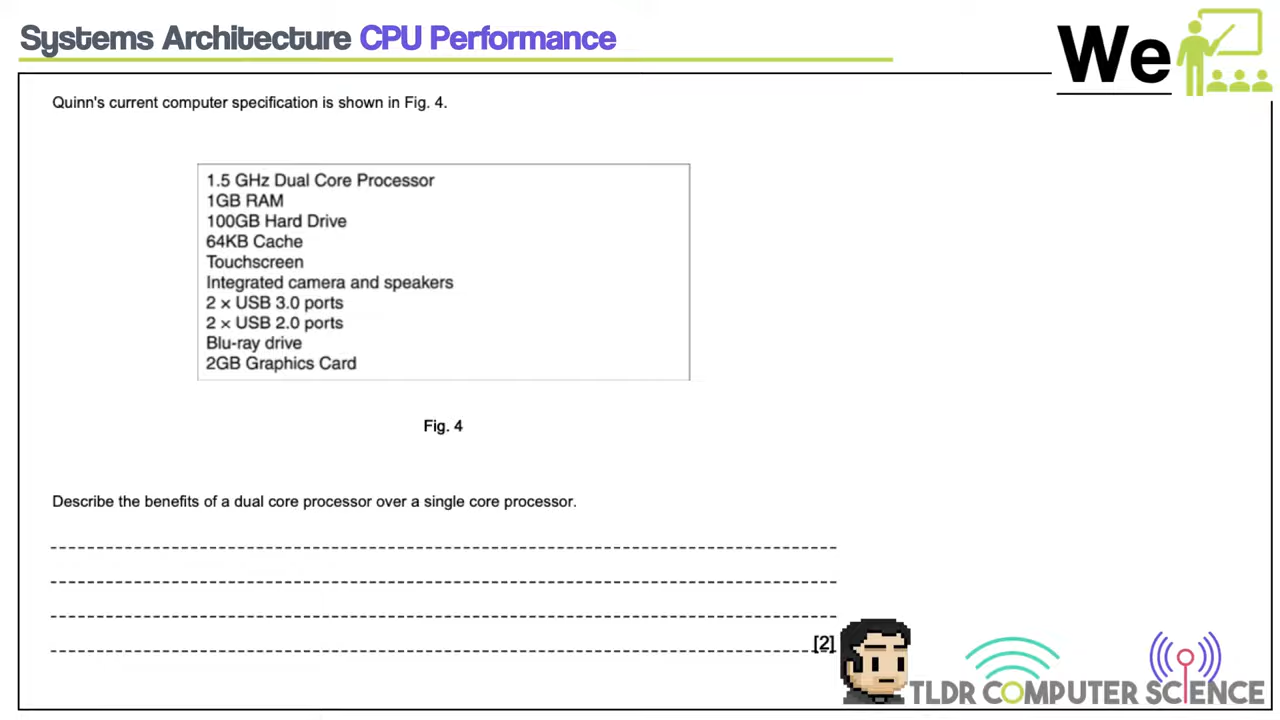 Systems Architecture CPU Performance
We
Quinn's current computer specification is shown in Fig. 4.
1.5 GHz Dual Core Processor
1GB RAM
100GB Hard Drive
64KB Cache
Touchscreen
Integrated camera and speakers
2 × USB 3.0 ports
2 × USB 2.0 ports
Blu-ray drive
2GB Graphics Card
Fig. 4
Describe the benefits of a dual core processor over a single core processor.
[2]
TLDR COMPUTER SCIENCE